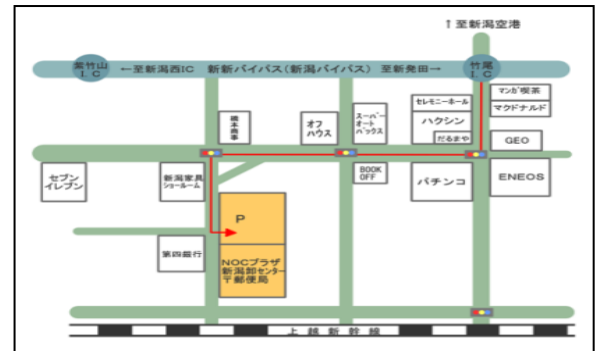 ↑至新潟空港
紫竹山
I.C
←至新潟西IC 新新バイパス(新潟バイパス) 至新発田→
竹尾
I.C
マンガ喫茶
マクドナルド
セレモニーホール
ハクシン
だるまや
スーパー
オート
バックス
オフ
ハウス
橋本商事
GEO
セブン
イレブン
新潟家具
ショールーム
BOOK
OFF
パチンコ
ENEOS
P
第四銀行
NOCプラザ
新潟卸センター
〒郵便局
上越新幹線